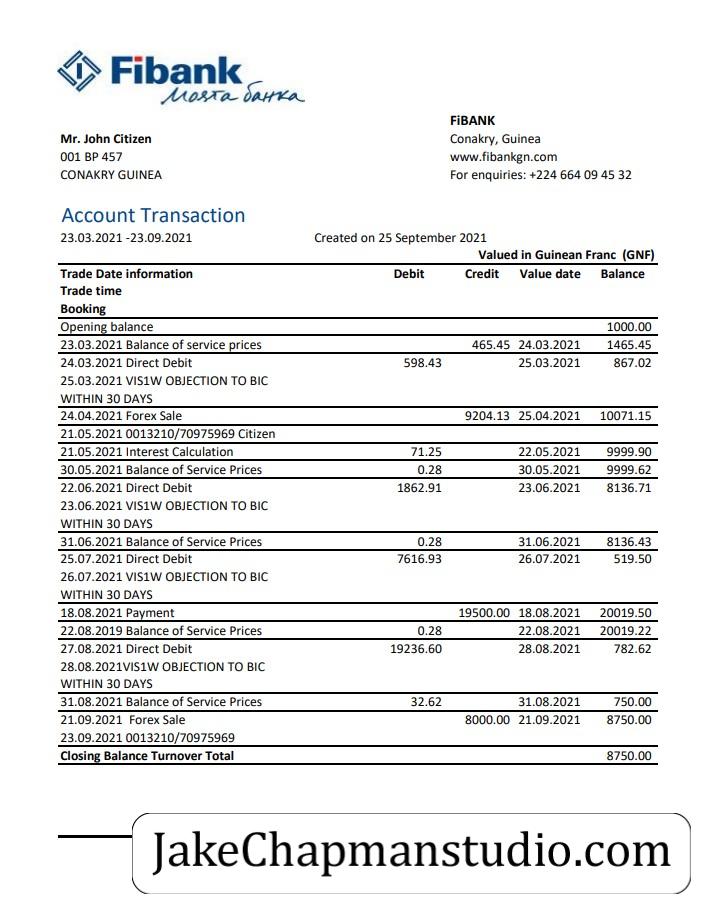 Fibank
Моята банка
FiBANK
Mr. John Citizen
Conakry, Guinea
001 BP 457
www.fibankgn.com
CONAKRY GUINEA
For enquiries: +224 664 09 45 32
Account Transaction
23.03.2021 -23.09.2021 Created on 25 September 2021
Valued in Guinean Franc (GNF)
Trade Date information Debit Credit Value date Balance
Trade time
Booking
Opening balance 1000.00
23.03.2021 Balance of service prices 465.45 24.03.2021 1465.45
24.03.2021 Direct Debit 598.43 25.03.2021 867.02
25.03.2021 VIS1W OBJECTION TO BIC
WITHIN 30 DAYS
24.04.2021 Forex Sale 9204.13 25.04.2021 10071.15
21.05.2021 0013210/70975969 Citizen
21.05.2021 Interest Calculation 71.25 22.05.2021 9999.90
30.05.2021 Balance of Service Prices 0.28 30.05.2021 9999.62
22.06.2021 Direct Debit 1862.91 23.06.2021 8136.71
23.06.2021 VIS1W OBJECTION TO BIC
WITHIN 30 DAYS
31.06.2021 Balance of Service Prices 0.28 31.06.2021 8136.43
25.07.2021 Direct Debit 7616.93 26.07.2021 519.50
26.07.2021 VIS1W OBJECTION TO BIC
WITHIN 30 DAYS
18.08.2021 Payment 19500.00 18.08.2021 20019.50
22.08.2019 Balance of Service Prices 0.28 22.08.2021 20019.22
27.08.2021 Direct Debit 19236.60 28.08.2021 782.62
28.08.2021VIS1W OBJECTION TO BIC
WITHIN 30 DAYS
31.08.2021 Balance of Service Prices 32.62 31.08.2021 750.00
21.09.2021 Forex Sale 8000.00 21.09.2021 8750.00
23.09.2021 0013210/70975969
Closing Balance Turnover Total 8750.00
JakeChapmanstudio.com